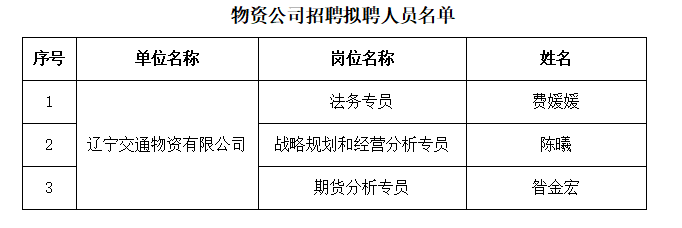 物资公司招聘拟聘人员名单
序号 单位名称 岗位名称 姓名
1 法务专员 费媛媛
2 辽宁交通物资有限公司 战略规划和经营分析专员 陈曦
3 期货分析专员 昝金宏